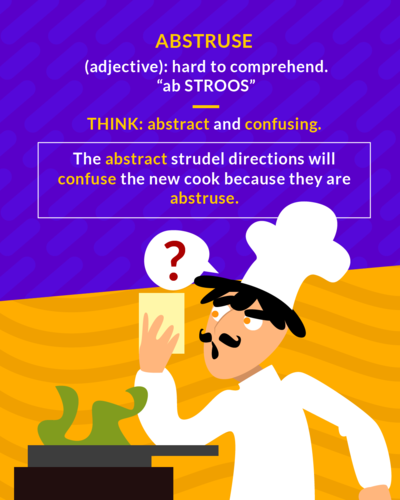 ABSTRUSE
(adjective): hard to comprehend.
“ab STROOS”
THINK: abstract and confusing.
The abstract strudel directions will
confuse the new cook because they are
abstruse.
?